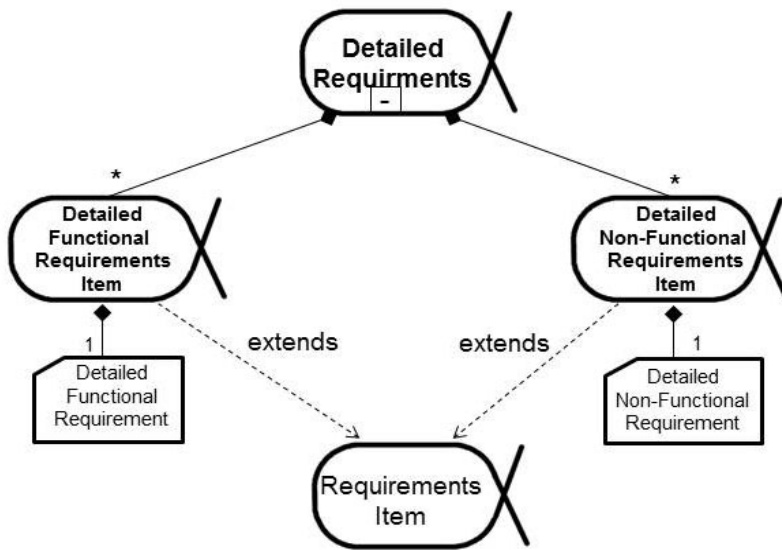 Detailed
Requirments
-
*
*
Detailed
Functional
Requirements
Item
Detailed
Non-Functional
Requirements
Item
extends
extends
1
1
Detailed
Functional
Requirement
Detailed
Non-Functional
Requirement
Requirements
Item